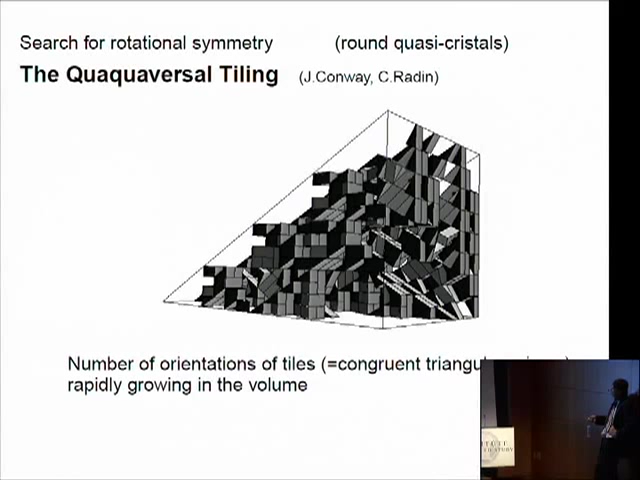 Search for rotational symmetry (round quasi-cristals)
The Quaquaversal Tiling (J.Conway, C.Radin)
Number of orientations of tiles (=congruent
rapidly growing in the volume